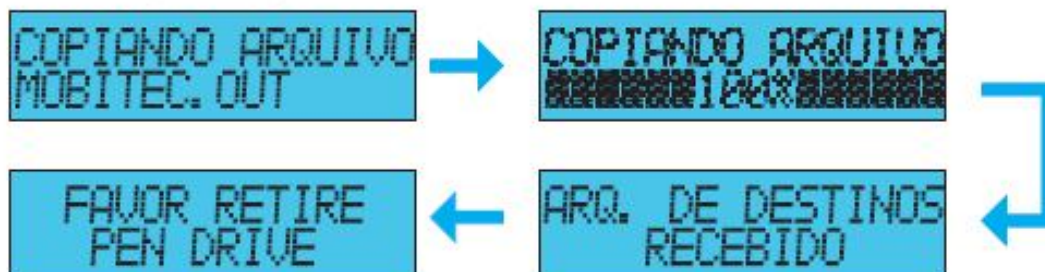 COPIANDO ARQUIVO
MOBITEC.OUT
COPIANDO ARQUIVO
100%
ARQ. DE DESTINOS
RECEBIDO
FAVOR RETIRE
PEN DRIVE